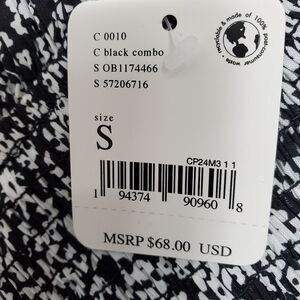 C 0010
C black combo
S OB1174466
S 57206716
recyclable & made of 100% post-consumer waste
size
S
CP24M3 1 1
1 94374 90960 8
MSRP $68.00 USD